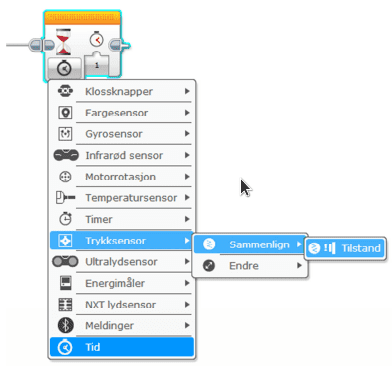 1
Klossknapper
Fargesensor
Gyrosensor
Infrarød sensor
Motorrotasjon
Temperatursensor
Timer
Trykksensor
Sammenlign
Tilstand
Ultralydsensor
Endre
Energimåler
NXT lydsensor
Meldinger
Tid